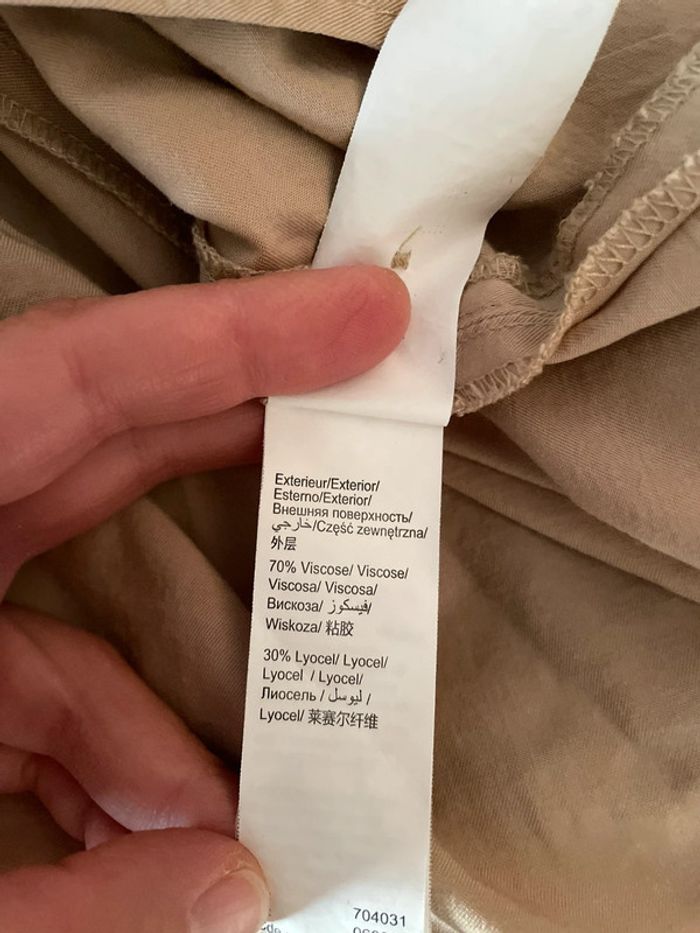 Exterieur/Exterior/
Esterno/Exterior/
Внешняя поверхность/
خارجي/Część zewnętrzna/
外层
70% Viscose/ Viscose/
Viscosa/ Viscosa/
Вискоза/ فيسكوز/
Wiskoza/ 粘胶
30% Lyocel/ Lyocel/
Lyocel / Lyocel/
Лиосель / ليوسل /
Lyocel/ 莱赛尔纤维
704031